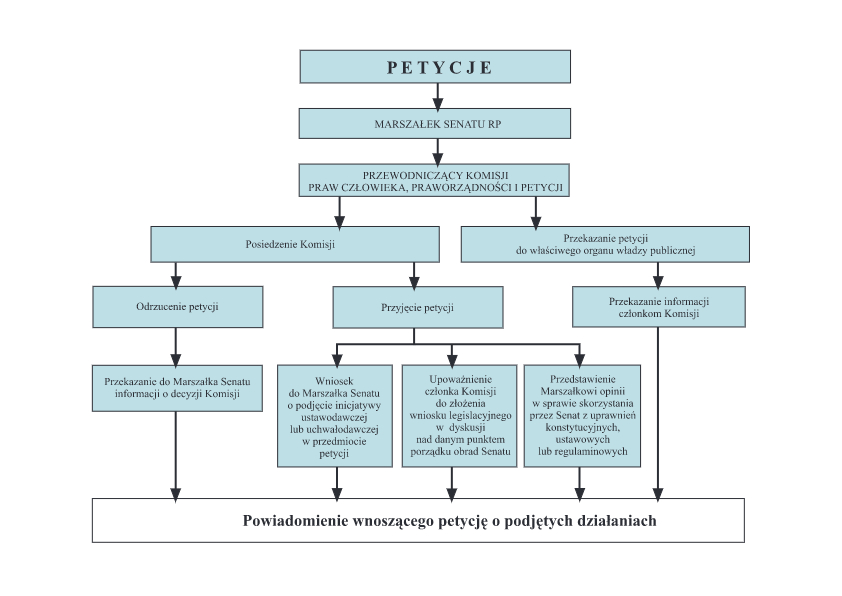 PETYCJE
MARSZAŁEK SENATU RP
PRZEWODNICZĄCY KOMISJI
PRAW CZŁOWIEKA, PRAWORZĄDNOŚCI I PETYCJI
Posiedzenie Komisji
Przekazanie petycji
do właściwego organu władzy publicznej
Odrzucenie petycji
Przyjęcie petycji
Przekazanie informacji
członkom Komisji
Przekazanie do Marszałka Senatu
informacji o decyzji Komisji
Wniosek
do Marszałka Senatu
o podjęcie inicjatywy
ustawodawczej
lub uchwałodawczej
w przedmiocie
petycji
Upoważnienie
członka Komisji
do złożenia
wniosku legislacyjnego
w dyskusji
nad danym punktem
porządku obrad Senatu
Przedstawienie
Marszałkowi opinii
w sprawie skorzystania
przez Senat z uprawnień
konstytucyjnych,
ustawowych
lub regulaminowych
Powiadomienie wnoszącego petycję o podjętych działaniach